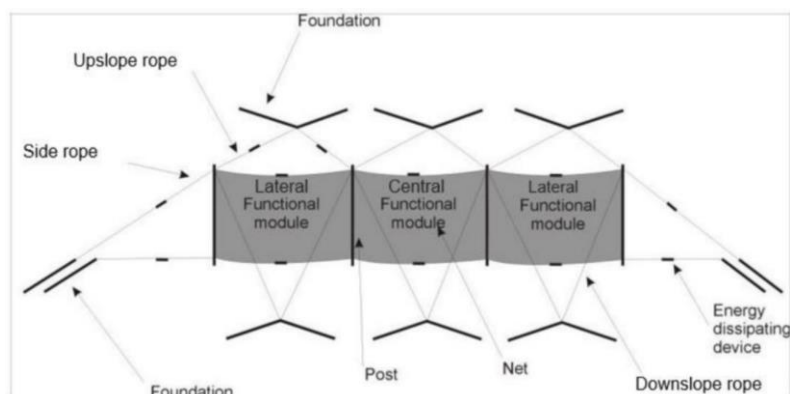 Foundation
Upslope rope
Side rope
Lateral
Functional
module
Central
Functional
module
Lateral
Functional
module
Energy
dissipating
device
Post
Net
Downslope rope
Foundation